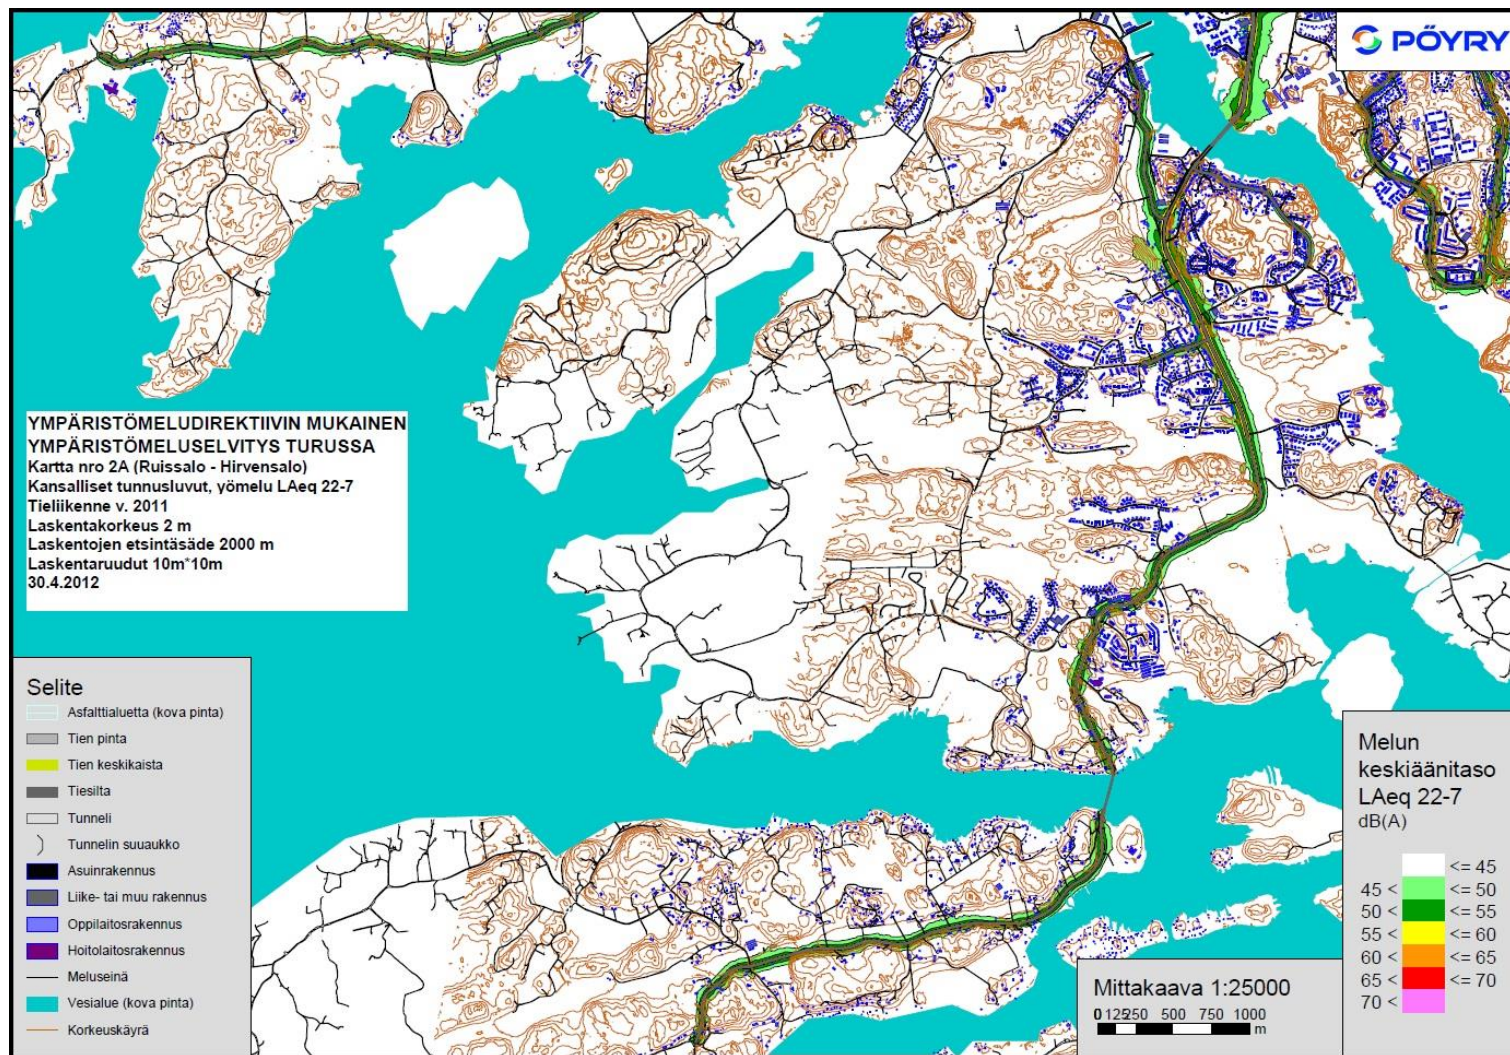 PÖYRY
YMPÄRISTÖMELUDIREKTIIVIN MUKAINEN
YMPÄRISTÖMELUSELVITYS TURUSSA
Kartta nro 2A (Ruissalo - Hirvensalo)
Kansalliset tunnusluvut, yömelu LAeq 22-7
Tieliikenne v. 2011
Laskentakorkeus 2 m
Laskentojen etsintäsäde 2000 m
Laskentaruudut 10m*10m
30.4.2012
Selite
Asfalttialuetta (kova pinta)
Tien pinta
Tien keskikaista
Tiesilta
Tunneli
Tunnelin suuaukko
Asuinrakennus
Liike- tai muu rakennus
Oppilaitosrakennus
Hoitolaitosrakennus
Meluseinä
Vesialue (kova pinta)
Korkeuskäyrä
Mittakaava 1:25000
0 125250 500 750 1000
m
Melun
keskiäänitaso
LAeq 22-7
dB(A)
<= 45
45 < <= 50
50 < <= 55
55 < <= 60
60 < <= 65
65 < <= 70
70 <